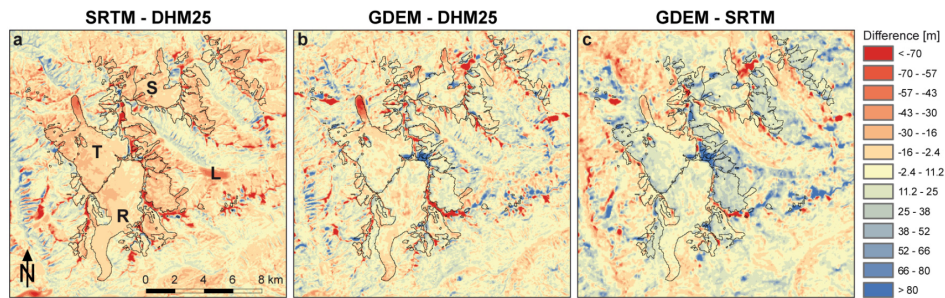 SRTM - DHM25
GDEM - DHM25
GDEM - SRTM
a
b
c
S
T
L
R
N
0 2 4 6 8 km
Difference [m]
< -70
-70 - -57
-57 - -43
-43 - -30
-30 - -16
-16 - -2.4
-2.4 - 11.2
11.2 - 25
25 - 38
38 - 52
52 - 66
66 - 80
> 80